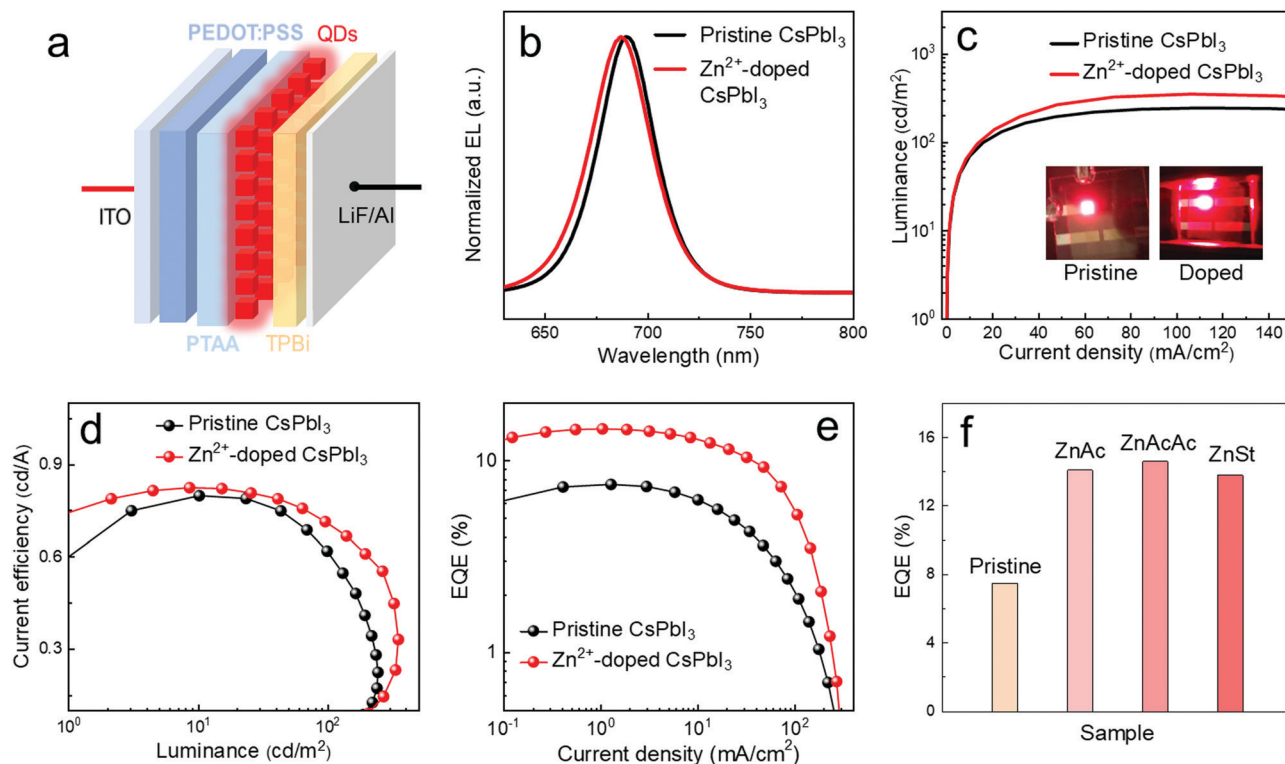 a
PEDOT:PSS
QDs
ITO
LiF/Al
PTAA
TPBi
b
Pristine CsPbI₃
Zn²⁺-doped
CsPbI₃
Normalized EL (a.u.)
650
700
750
800
Wavelength (nm)
c
Pristine CsPbI₃
Zn²⁺-doped CsPbI₃
Luminance (cd/m²)
10³
10²
10¹
10⁰
Pristine
Doped
0
20
40
60
80
100
120
140
Current density (mA/cm²)
d
Pristine CsPbI₃
Zn²⁺-doped CsPbI₃
Current efficiency (cd/A)
0.9
0.6
0.3
10⁰
10¹
10²
Luminance (cd/m²)
e
EQE (%)
10
1
Pristine CsPbI₃
Zn²⁺-doped CsPbI₃
10⁻¹
10⁰
10¹
10²
Current density (mA/cm²)
f
EQE (%)
16
12
8
4
0
Pristine
ZnAc
ZnAcAc
ZnSt
Sample